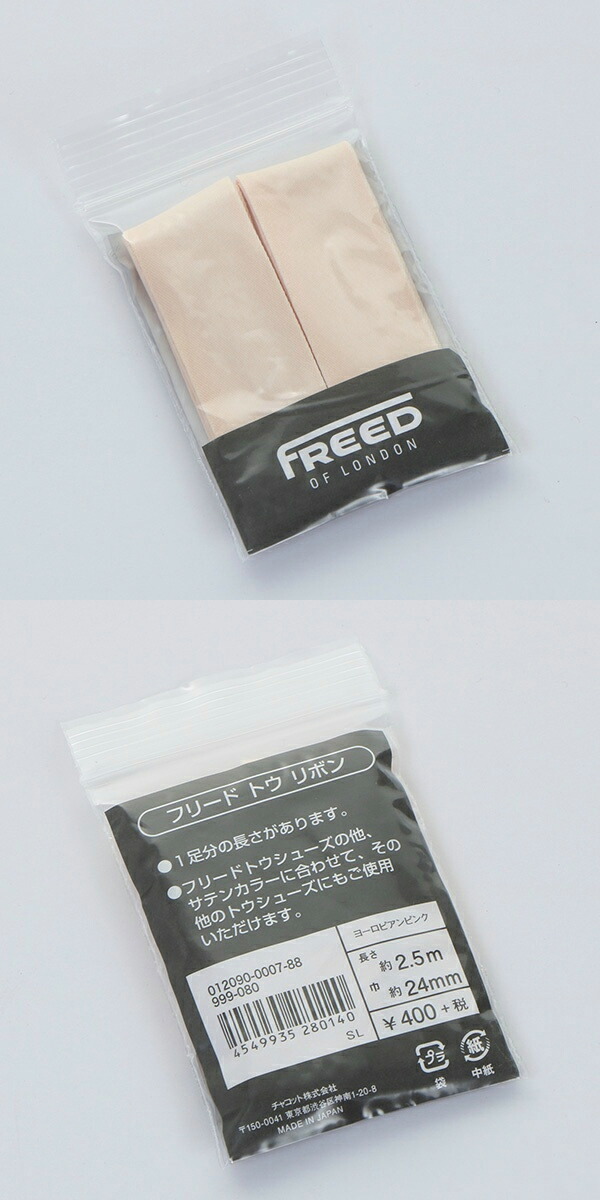 FREED
OF LONDON
フリード トウ リボン
●1足分の長さがあります。
●フリードトウシューズの他、
サテンカラーに合わせて、その
他のトウシューズにもご使用
いただけます。
012090-0007-88
999-080
4549935 280140
SL
ヨーロピアンピンク
長さ 約2.5m
巾 約24mm
¥400+税
プラ
袋
紙
中紙
チャコット株式会社
〒150-0041 東京都渋谷区神南1-20-8
MADE IN JAPAN